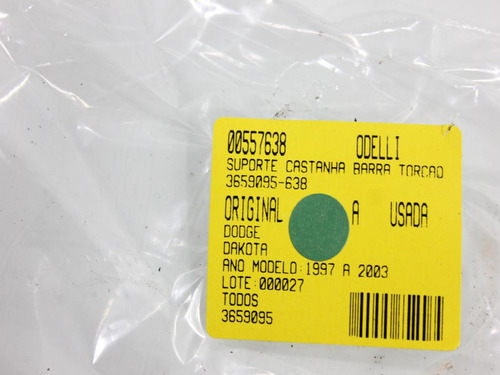 00557638 ODELLI
SUPORTE CASTANHA BARRA TORCAO
3659095-638
ORIGINAL A USADA
DODGE
DAKOTA
ANO MODELO:1997 A 2003
LOTE:000027
TODOS
3659095